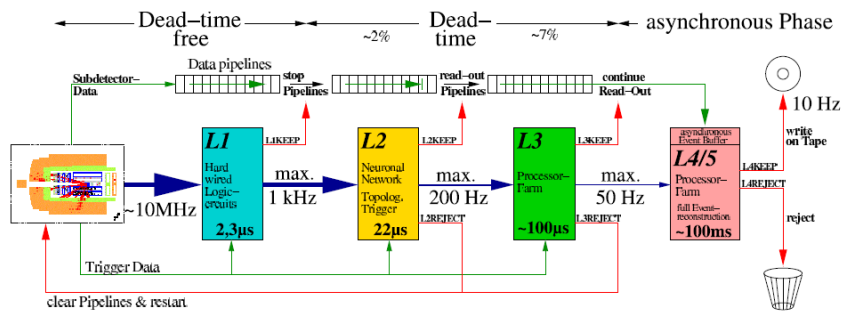 Dead−time
free
~2%
Dead−
time
~7%
asynchronous Phase
Subdetector−
Data
Data pipelines
stop
Pipelines
read−out
Pipelines
continue
Read−Out
10 Hz
write
on Tape
~10MHz
L1
Hard
wired
Logic−
circuits
2,3μs
L1KEEP
max.
1 kHz
L2
Neuronal
Network
Topolog.
Trigger
22μs
L2KEEP
max.
200 Hz
L2REJECT
L3
Processor−
Farm
~100μs
L3KEEP
max.
50 Hz
L3REJECT
asynchronous
Event Buffer
L4/5
Processor−
Farm
full Event−
reconstruction
~100ms
L4KEEP
L4REJECT
reject
Trigger Data
clear Pipelines & restart